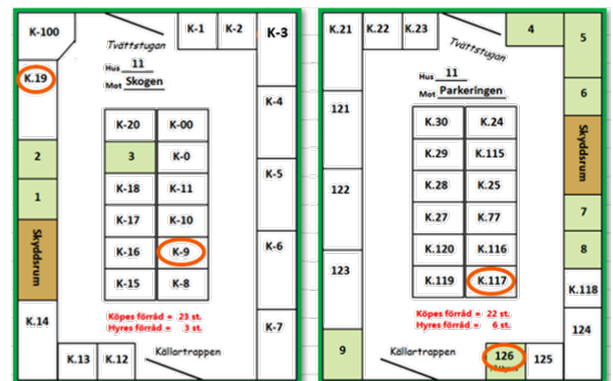 K-100
K-1
K-2
K-3
Tvättstugan
Hus 11
Mot Skogen
K.19
K-4
K-20
K-00
3
K-0
2
K-5
K-18
K-11
1
K-17
K-10
Skyddsrum
K-16
K-9
K-6
K-15
K-8
K.14
Köpes förråd = 23 st.
Hyres förråd = 3 st.
K-7
K.13
K.12
Källartrappen
K.21
K.22
K.23
4
5
Tvättstugan
Hus 11
Mot Parkeringen
6
121
K.30
K.24
Skyddsrum
K.29
K.115
122
K.28
K.25
K.27
K.77
7
K.120
K.116
8
123
K.119
K.117
K.118
Köpes förråd = 22 st.
Hyres förråd = 6 st.
124
9
Källartrappen
126
125